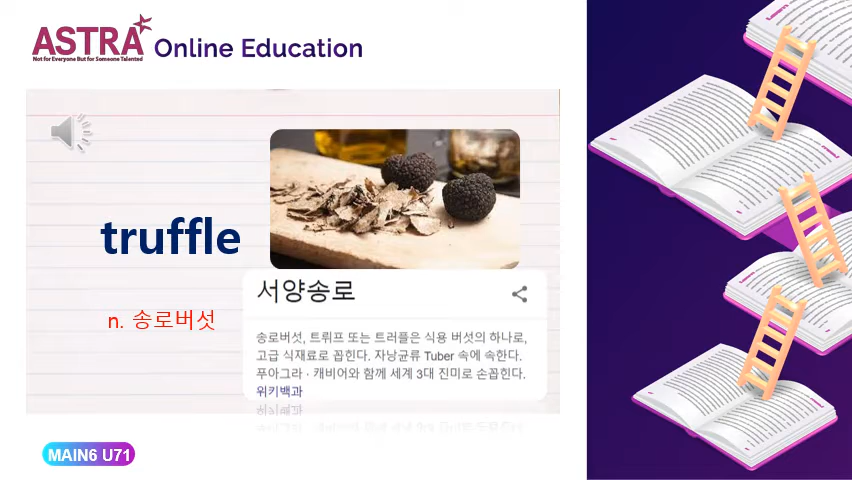 ASTRA Online Education
Not for Everyone But for Someone Talented
truffle
n. 송로버섯
서양송로
송로버섯, 트뤼프 또는 트러플은 식용 버섯의 하나로,
고급 식재료로 꼽힌다. 자낭균류 Tuber 속에 속한다.
푸아그라 · 캐비어와 함께 세계 3대 진미로 손꼽힌다.
위키백과
MAIN6 U71